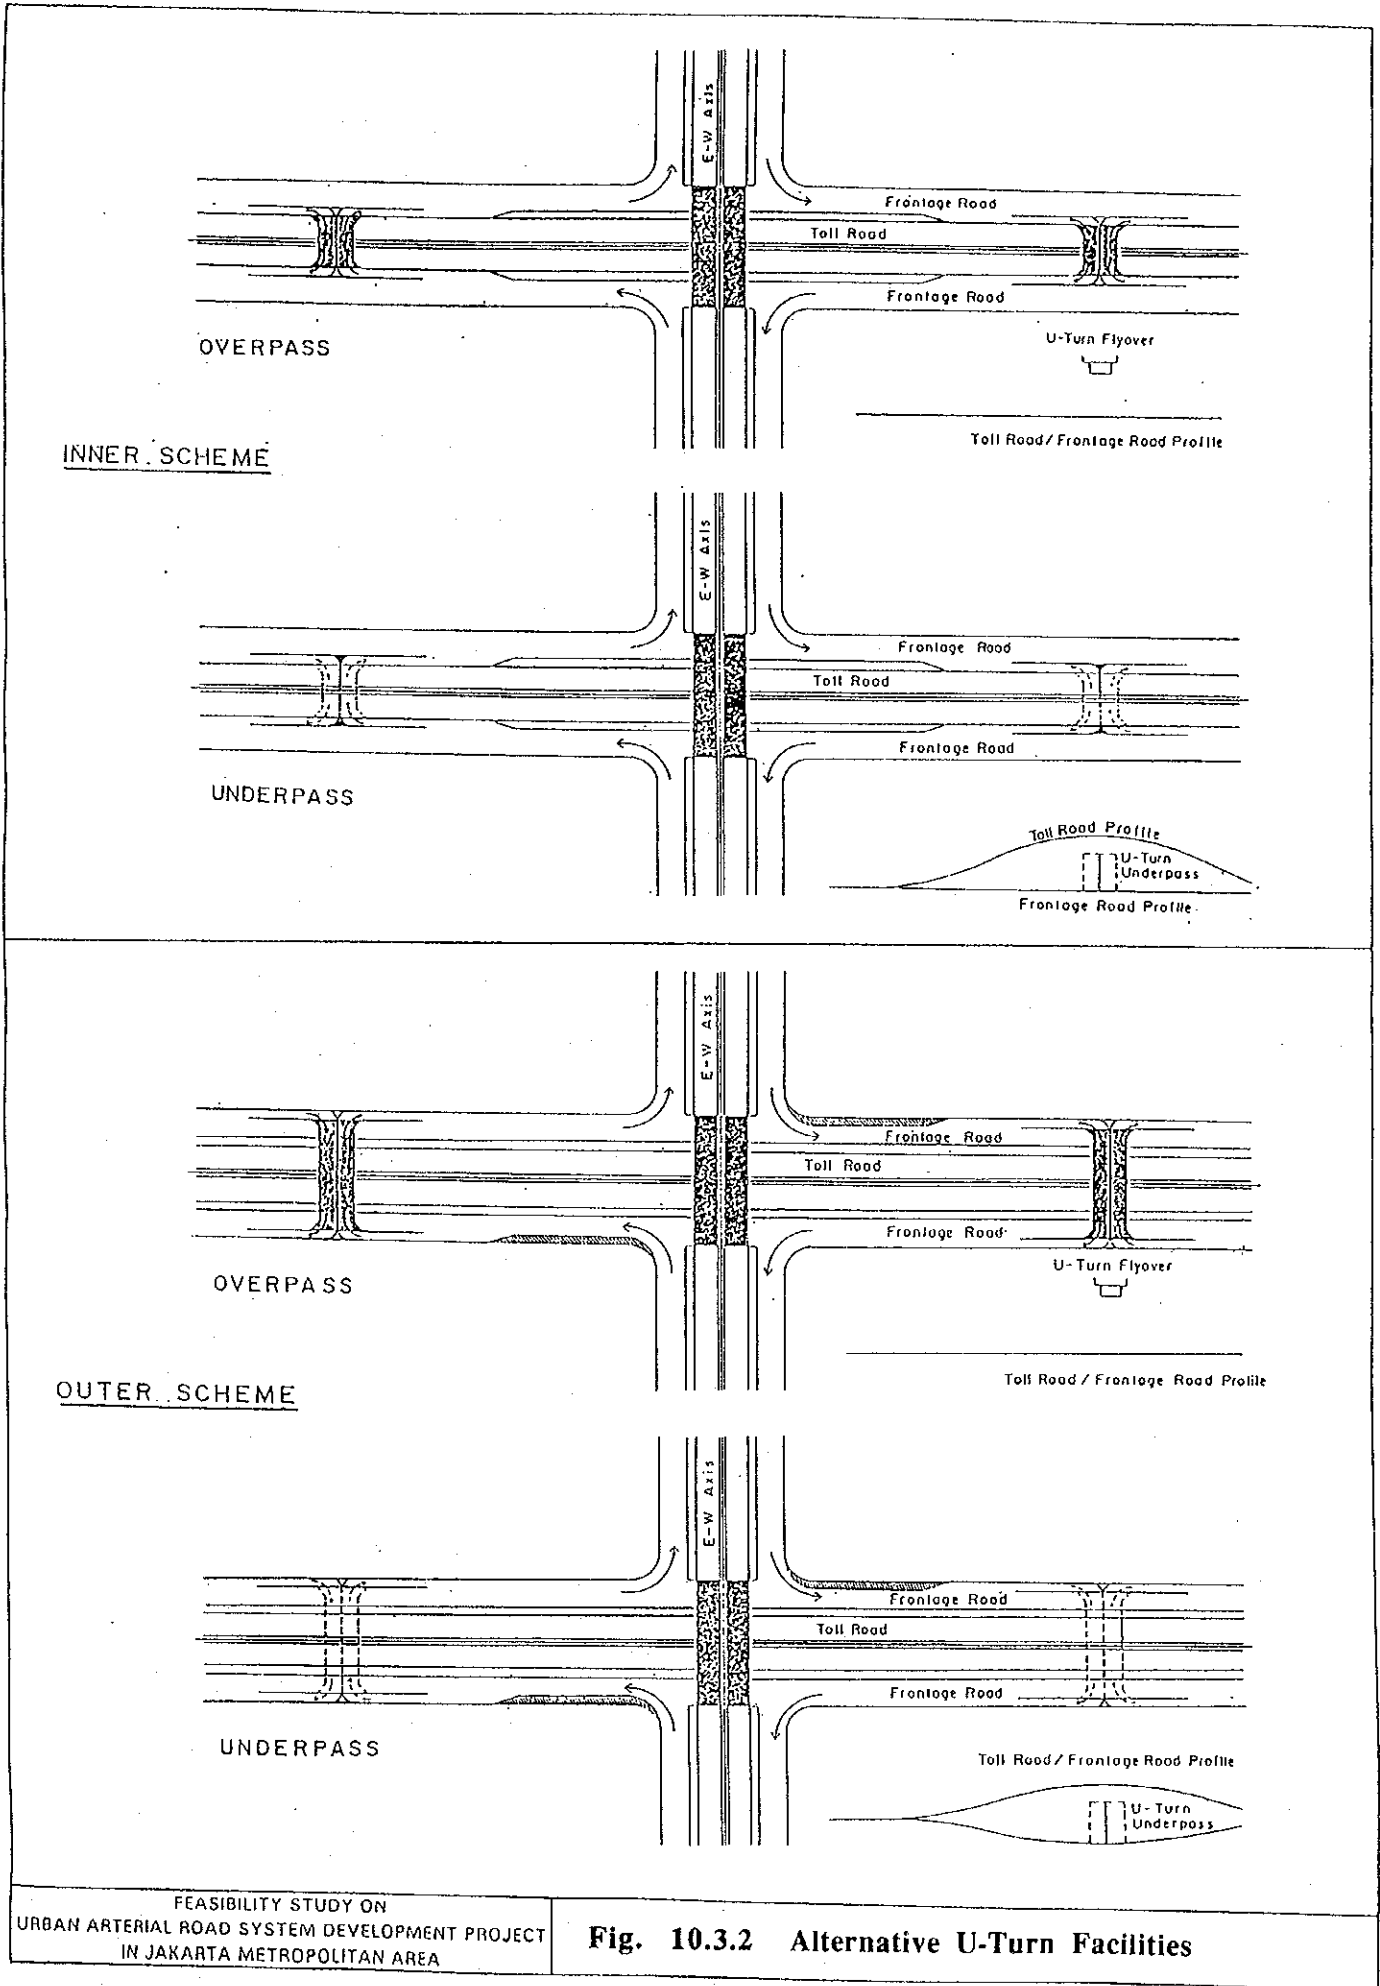 E-W Axis
Frontage Road
Toll Road
Frontage Road
OVERPASS
U-Turn Flyover
Toll Road/Frontage Road Profile
INNER SCHEME
E-W Axis
Frontage Road
Toll Road
Frontage Road
UNDERPASS
Toll Road Profile
U-Turn
Underpass
Frontage Road Profile
E-W Axis
Frontage Road
Toll Road
Frontage Road
OVERPASS
U-Turn Flyover
Toll Road / Frontage Road Profile
OUTER SCHEME
E-W Axis
Frontage Road
Toll Road
Frontage Road
UNDERPASS
Toll Road/Frontage Road Profile
U-Turn
Underpass
FEASIBILITY STUDY ON
URBAN ARTERIAL ROAD SYSTEM DEVELOPMENT PROJECT
IN JAKARTA METROPOLITAN AREA
Fig. 10.3.2 Alternative U-Turn Facilities